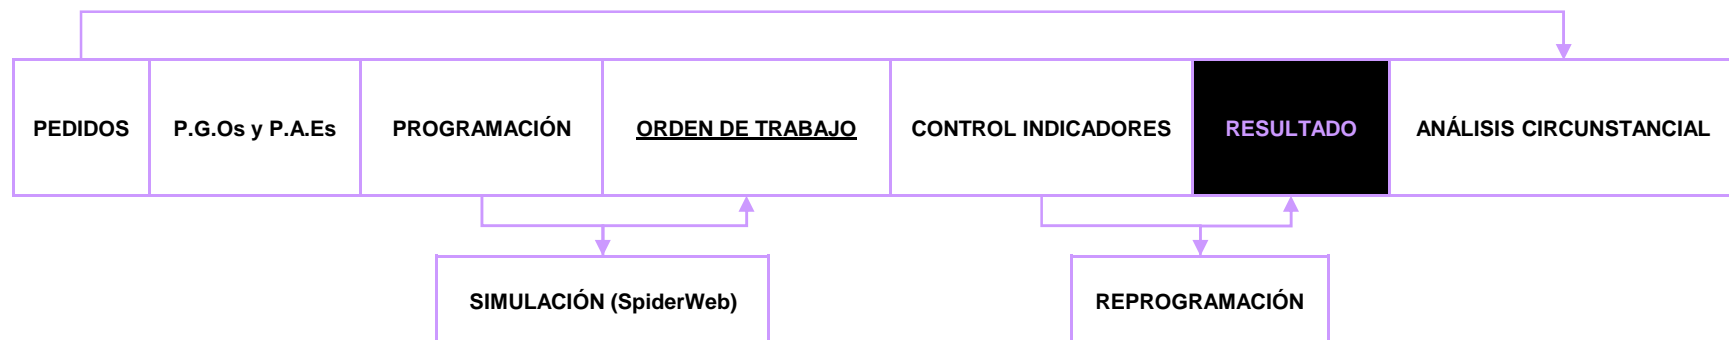 PEDIDOS
P.G.Os y P.A.Es
PROGRAMACIÓN
ORDEN DE TRABAJO
CONTROL INDICADORES
RESULTADO
ANÁLISIS CIRCUNSTANCIAL
SIMULACIÓN (SpiderWeb)
REPROGRAMACIÓN